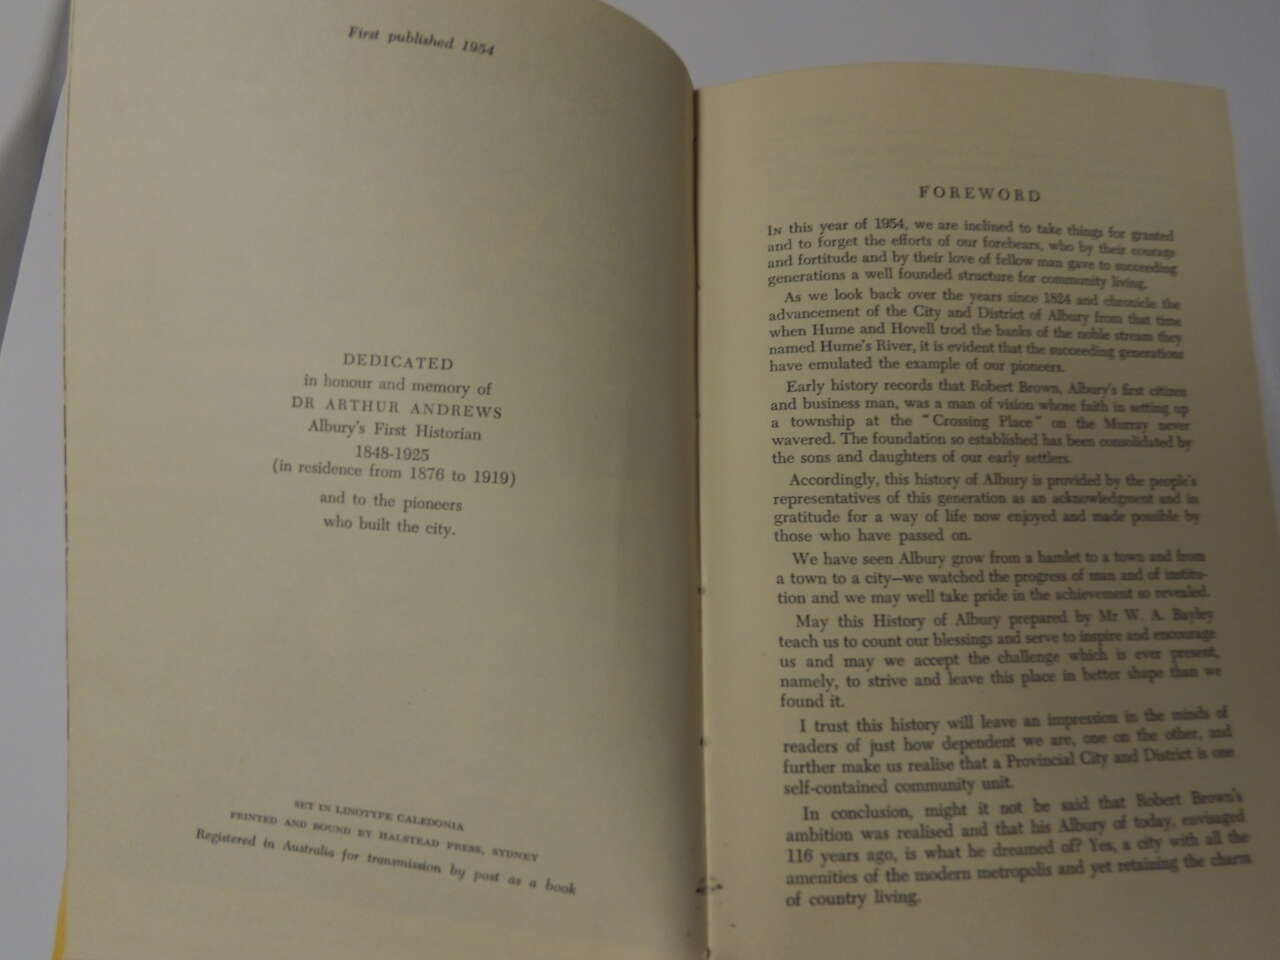 First published 1954
DEDICATED
in honour and memory of
DR ARTHUR ANDREWS
Albury's First Historian
1848-1925
(in residence from 1876 to 1919)
and to the pioneers
who built the city.
SET IN LINOTYPE CALEDONIA
PRINTED AND BOUND BY HALSTEAD PRESS, SYDNEY
Registered in Australia for transmission by post as a book
FOREWORD
IN this year of 1954, we are inclined to take things for granted
and to forget the efforts of our forebears, who by their courage
and fortitude and by their love of fellow man gave to succeeding
generations a well founded structure for community living.
As we look back over the years since 1824 and chronicle the
advancement of the City and District of Albury from that time
when Hume and Hovell trod the banks of the noble stream they
named Hume's River, it is evident that the succeeding generations
have emulated the example of our pioneers.
Early history records that Robert Brown, Albury's first citizen
and business man, was a man of vision whose faith in setting up
a township at the "Crossing Place" on the Murray never
wavered. The foundation so established has been consolidated by
the sons and daughters of our early settlers.
Accordingly, this history of Albury is provided by the people's
representatives of this generation as an acknowledgment and in
gratitude for a way of life now enjoyed and made possible by
those who have passed on.
We have seen Albury grow from a hamlet to a town and from
a town to a city—we watched the progress of man and of institu-
tion and we may well take pride in the achievement so revealed.
May this History of Albury prepared by Mr W. A. Bayley
teach us to count our blessings and serve to inspire and encourage
us and may we accept the challenge which is ever present,
namely, to strive and leave this place in better shape than we
found it.
I trust this history will leave an impression in the minds of
readers of just how dependent we are, one on the other, and
further make us realise that a Provincial City and District is one
self-contained community unit.
In conclusion, might it not be said that Robert Brown's
ambition was realised and that his Albury of today, envisaged
116 years ago, is what he dreamed of? Yes, a city with all the
amenities of the modern metropolis and yet retaining the charm
of country living.